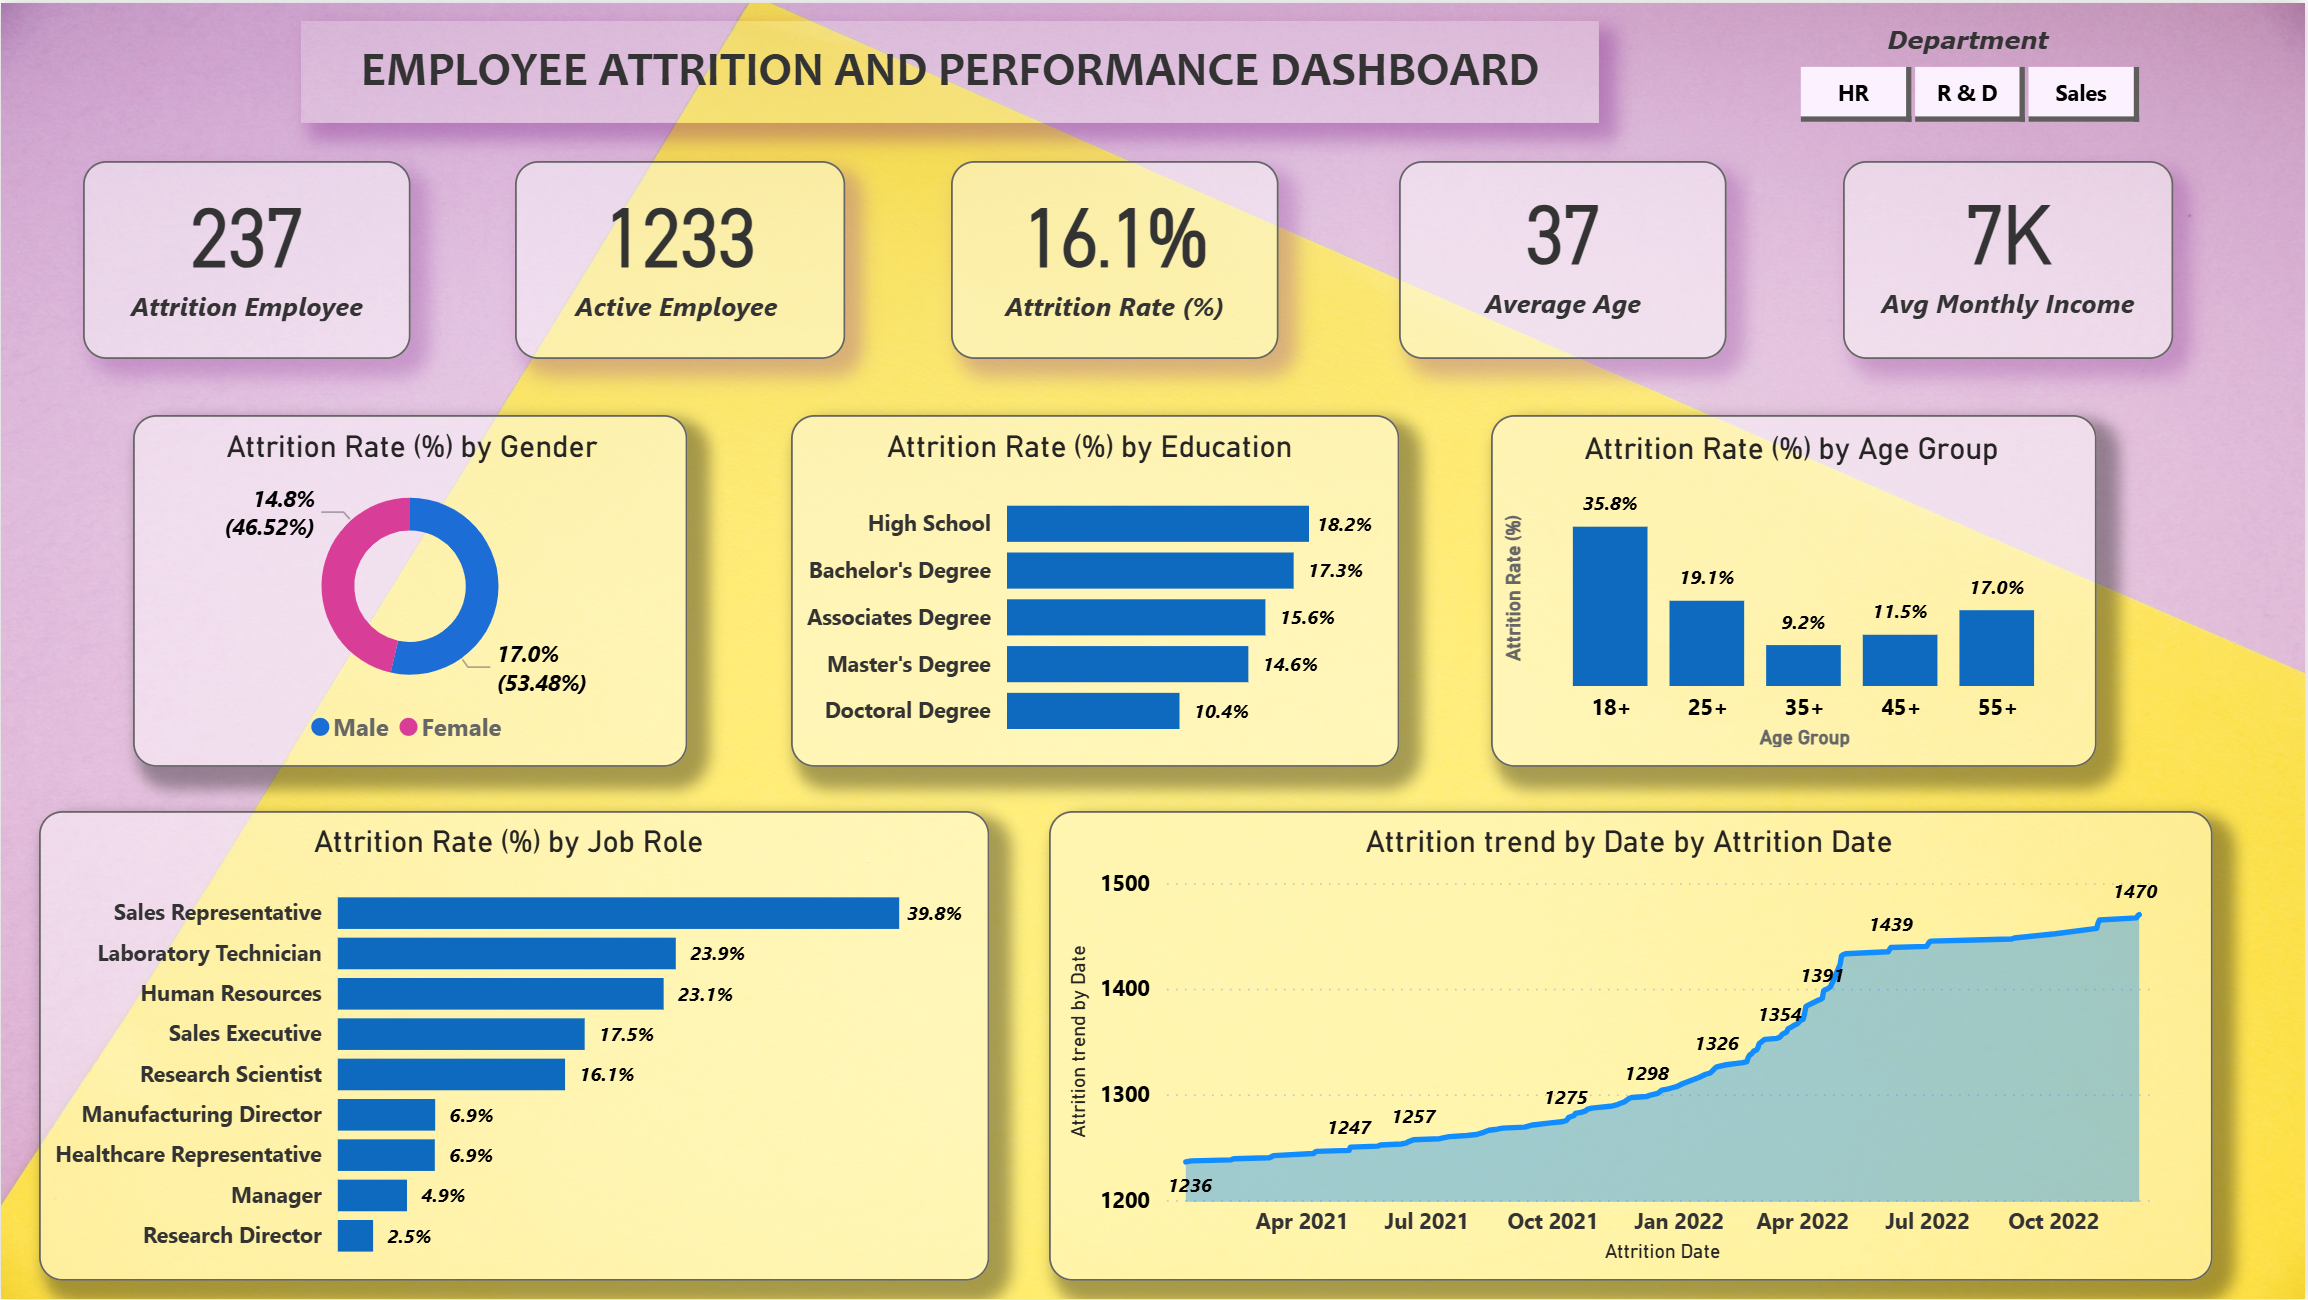 EMPLOYEE ATTRITION AND PERFORMANCE DASHBOARD
Department
HR
R & D
Sales
237
Attrition Employee
1233
Active Employee
16.1%
Attrition Rate (%)
37
Average Age
7K
Avg Monthly Income
Attrition Rate (%) by Gender
14.8%
(46.52%)
17.0%
(53.48%)
Male
Female
Attrition Rate (%) by Education
High School
18.2%
Bachelor's Degree
17.3%
Associates Degree
15.6%
Master's Degree
14.6%
Doctoral Degree
10.4%
Attrition Rate (%) by Age Group
Attrition Rate (%)
35.8%
19.1%
9.2%
11.5%
17.0%
18+
25+
35+
45+
55+
Age Group
Attrition Rate (%) by Job Role
Sales Representative
39.8%
Laboratory Technician
23.9%
Human Resources
23.1%
Sales Executive
17.5%
Research Scientist
16.1%
Manufacturing Director
6.9%
Healthcare Representative
6.9%
Manager
4.9%
Research Director
2.5%
Attrition trend by Date by Attrition Date
Attrition trend by Date
1500
1400
1300
1200
1236
1247
1257
1275
1298
1326
1354
1391
1439
1470
Apr 2021
Jul 2021
Oct 2021
Jan 2022
Apr 2022
Jul 2022
Oct 2022
Attrition Date